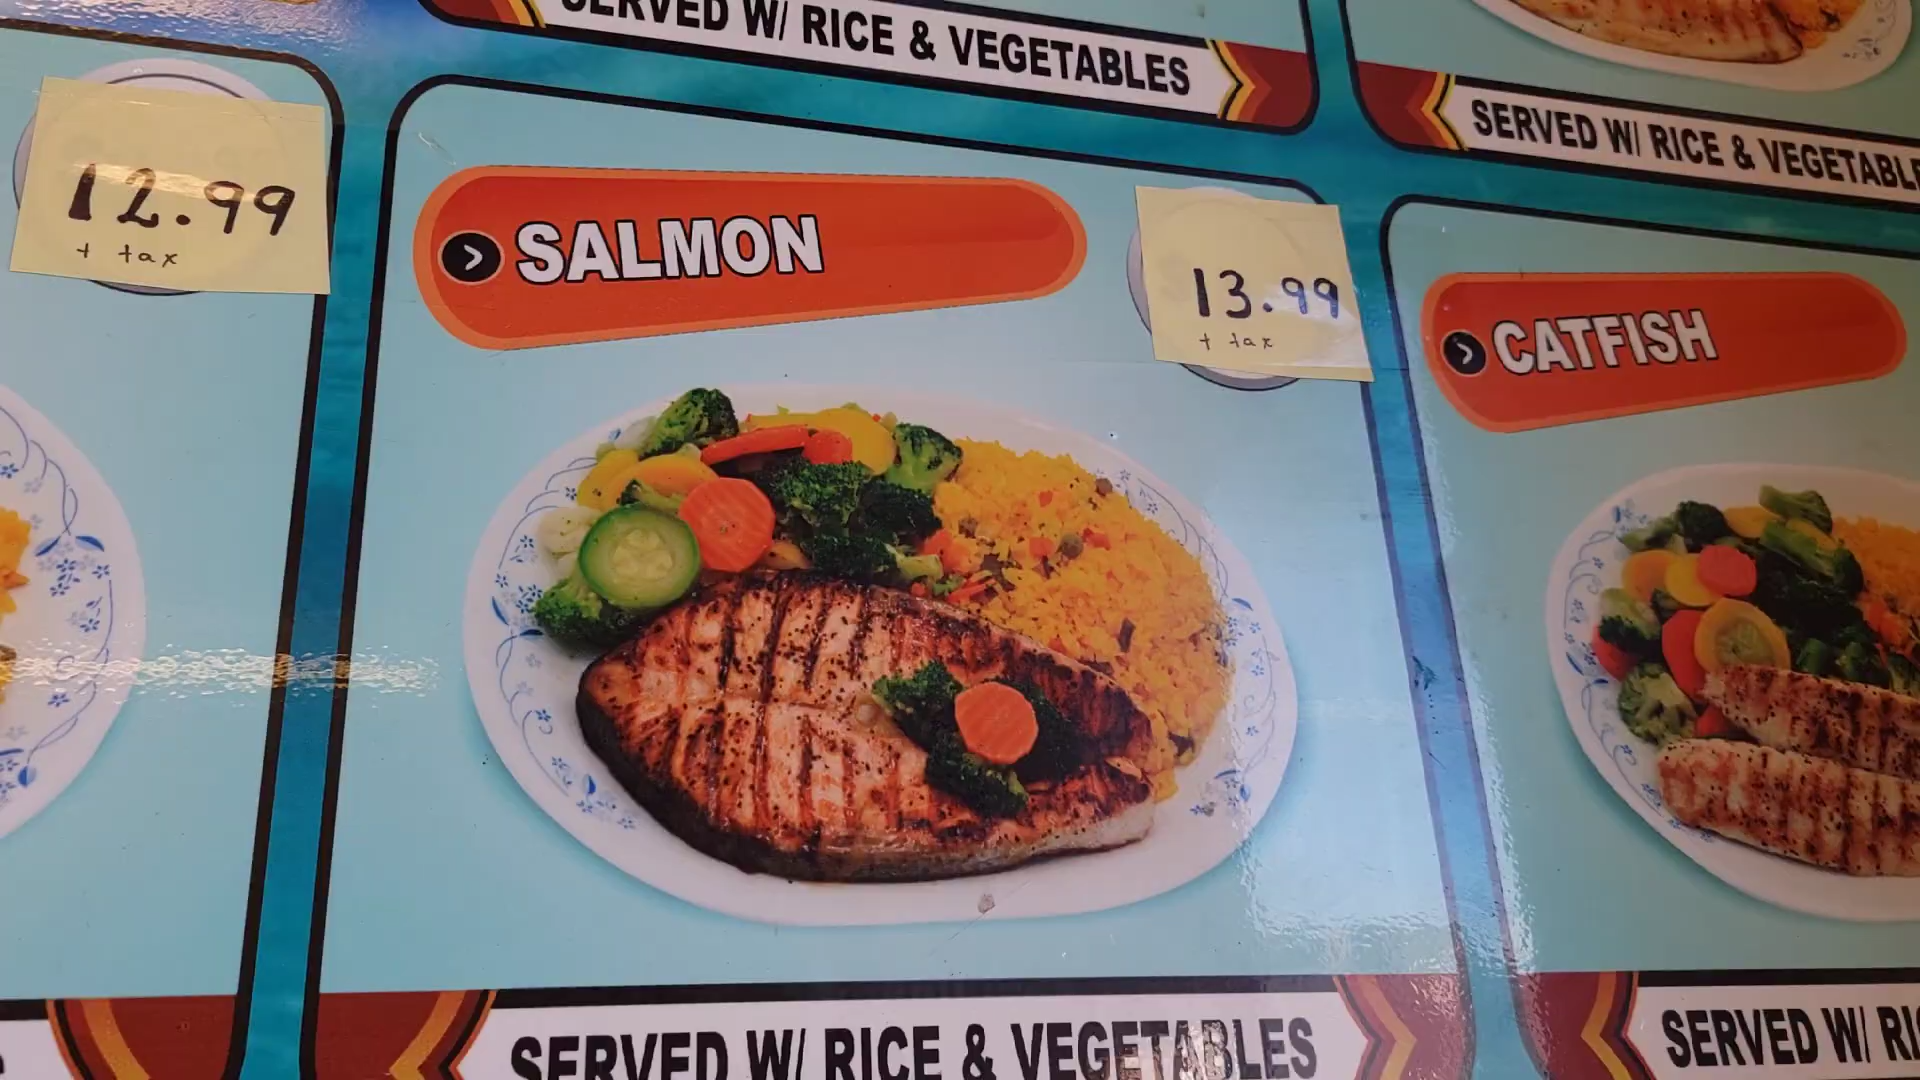 SERVED W/ RICE & VEGETABLES
SERVED W/ RICE & VEGETABLE
12.99
+ tax
SALMON
13.99
+ tax
CATFISH
SERVED W/ RICE & VEGETABLES
SERVED W/ RI